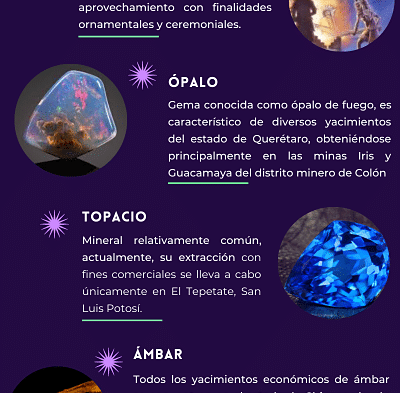 aprovechamiento con finalidades
ornamentales y ceremoniales.
ÓPALO
Gema conocida como ópalo de fuego, es
característico de diversos yacimientos
del estado de Querétaro, obteniéndose
principalmente en las minas Iris y
Guacamaya del distrito minero de Colón
TOPACIO
Mineral relativamente común,
actualmente, su extracción con
fines comerciales se lleva a cabo
únicamente en El Tepetate, San
Luis Potosí.
ÁMBAR
Todos los yacimientos económicos de ámbar